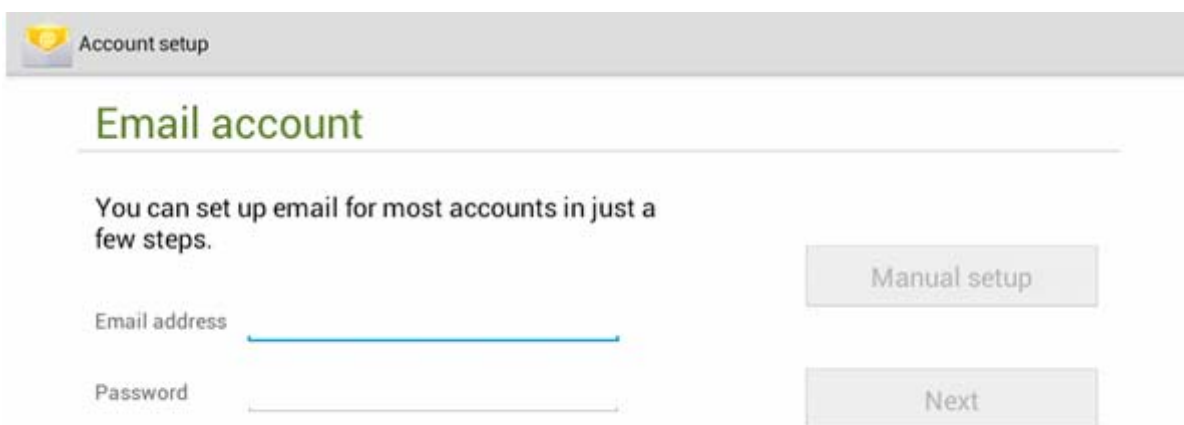 Account setup
Email account
You can set up email for most accounts in just a
few steps.
Manual setup
Email address
Password
Next